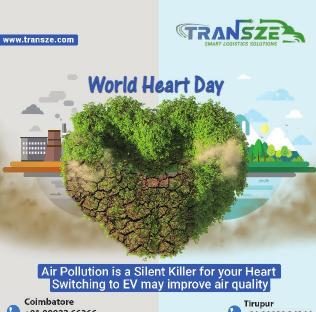 www.transze.com
TRANSZE
SMART LOGISTICS SOLUTIONS
World Heart Day
Air Pollution is a Silent Killer for your Heart
Switching to EV may improve air quality
Coimbatore
Tirupur